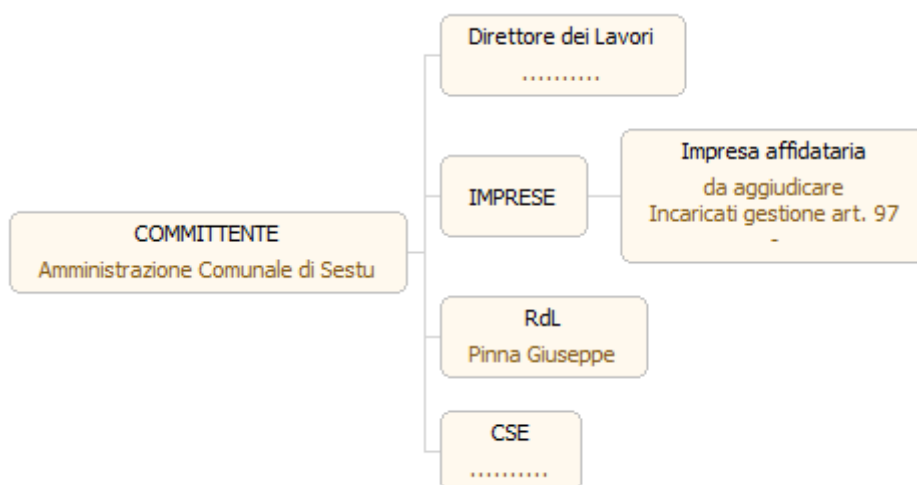 Direttore dei Lavori
..........
IMPRESE
Impresa affidataria
da aggiudicare
Incaricati gestione art. 97
-
COMMITTENTE
Amministrazione Comunale di Sestu
RdL
Pinna Giuseppe
CSE
..........